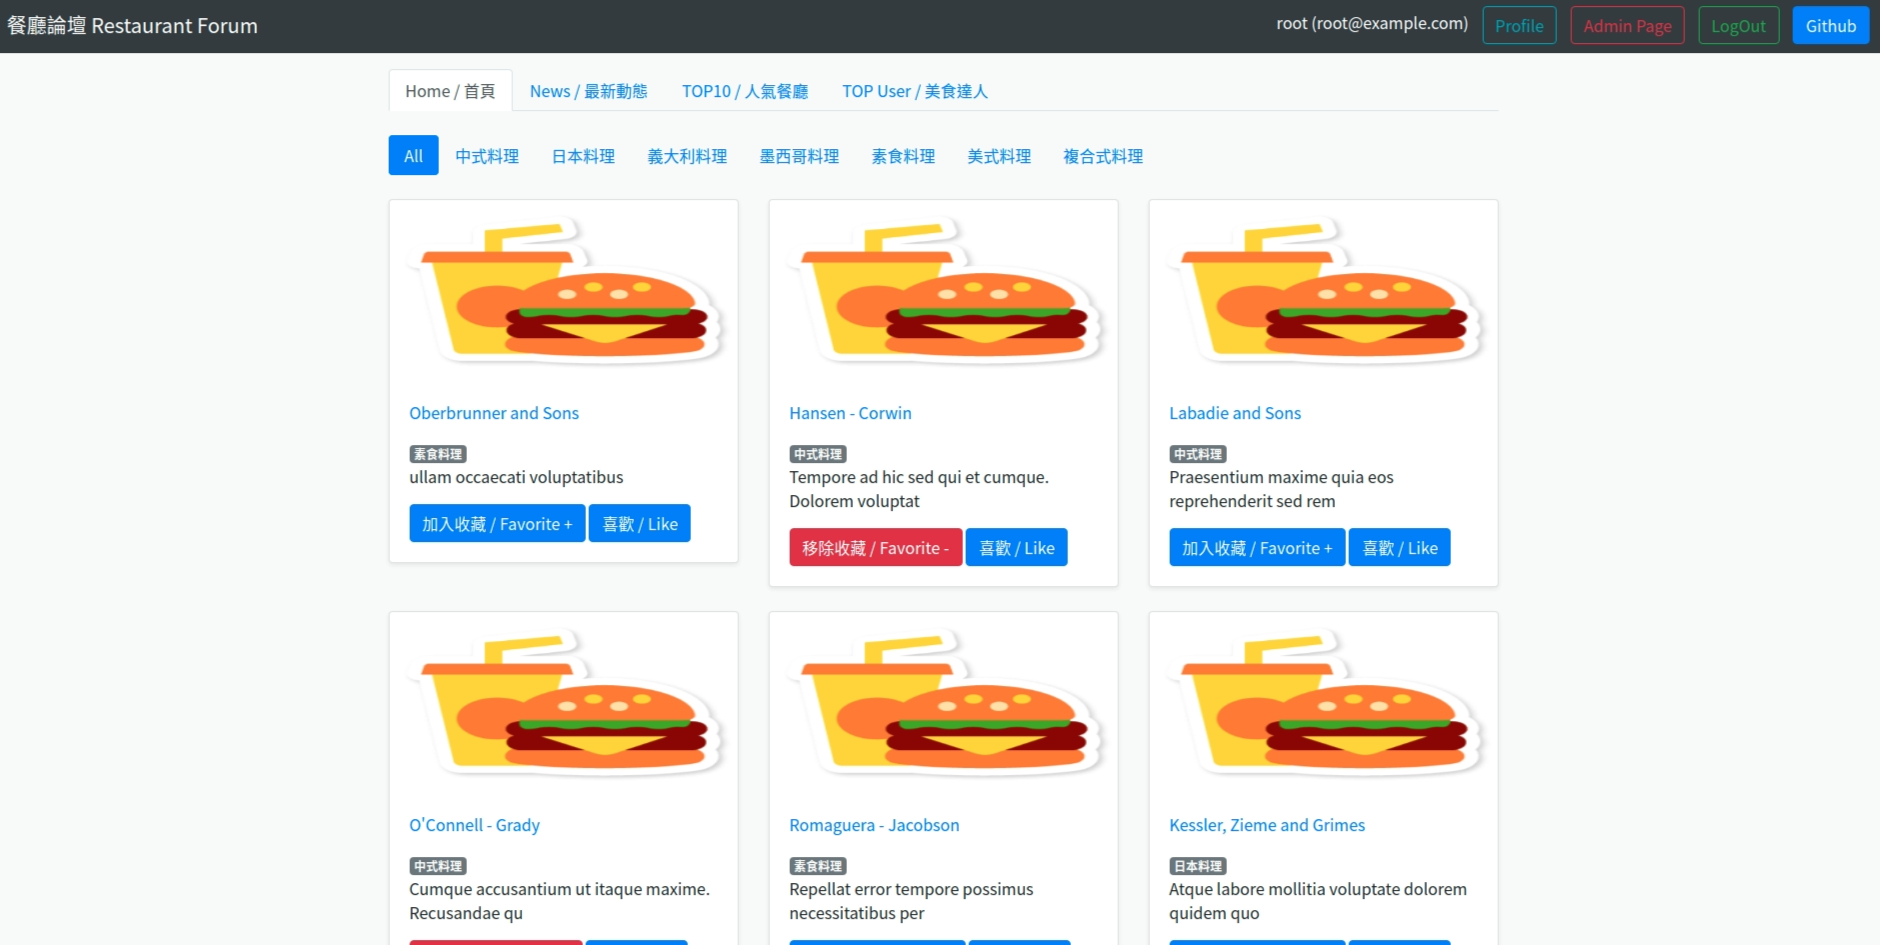 餐廳論壇 Restaurant Forum
root (root@example.com) Profile Admin Page LogOut Github
Home / 首頁 News / 最新動態 TOP10 / 人氣餐廳 TOP User / 美食達人
All 中式料理 日本料理 義大利料理 墨西哥料理 素食料理 美式料理 複合式料理
Oberbrunner and Sons
素食料理
ullam occaecati voluptatibus
加入收藏 / Favorite + 喜歡 / Like
Hansen - Corwin
中式料理
Tempore ad hic sed qui et cumque.
Dolorem voluptat
移除收藏 / Favorite - 喜歡 / Like
Labadie and Sons
中式料理
Praesentium maxime quia eos
reprehenderit sed rem
加入收藏 / Favorite + 喜歡 / Like
O'Connell - Grady
中式料理
Cumque accusantium ut itaque maxime.
Recusandae qu
Romaguera - Jacobson
素食料理
Repellat error tempore possimus
necessitatibus per
Kessler, Zieme and Grimes
日本料理
Atque labore mollitia voluptate dolorem
quidem quo